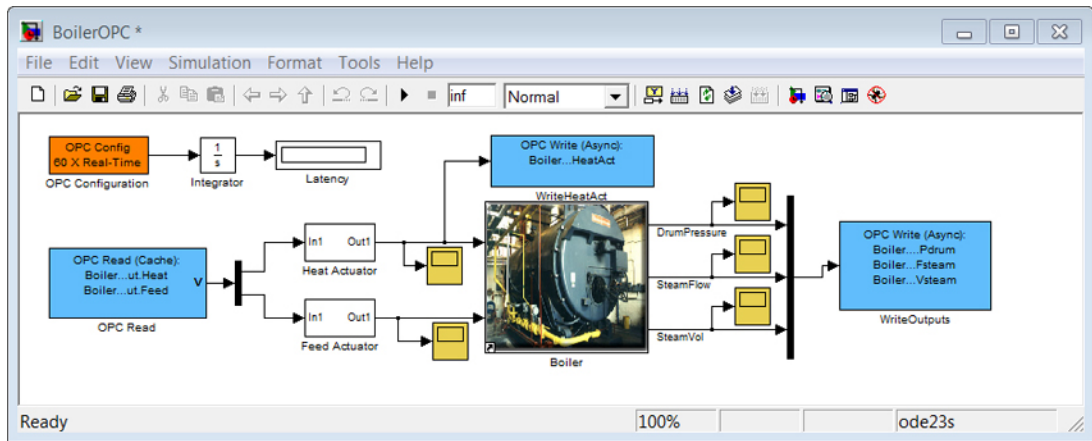 BoilerOPC *
File Edit View Simulation Format Tools Help
inf Normal
OPC Config
60 X Real-Time
OPC Configuration
1
s
Integrator
Latency
OPC Write (Async):
Boiler...HeatAct
WriteHeatAct
OPC Read (Cache):
Boiler...ut.Heat
Boiler...ut.Feed
V
OPC Read
In1 Out1
Heat Actuator
In1 Out1
Feed Actuator
Boiler
DrumPressure
SteamFlow
SteamVol
OPC Write (Async):
Boiler....Pdrum
Boiler...Fsteam
Boiler...Vsteam
WriteOutputs
Ready 100% ode23s